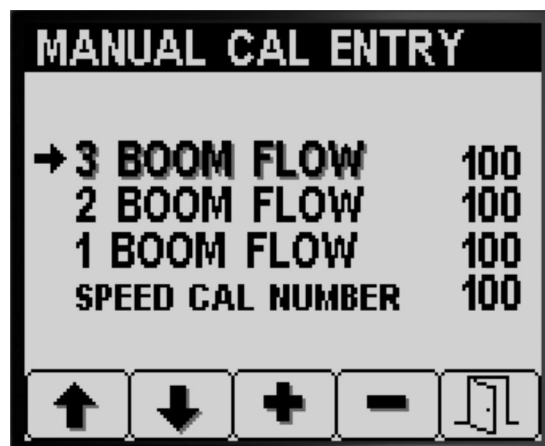 MANUAL CAL ENTRY
3 BOOM FLOW 100
2 BOOM FLOW 100
1 BOOM FLOW 100
SPEED CAL NUMBER 100